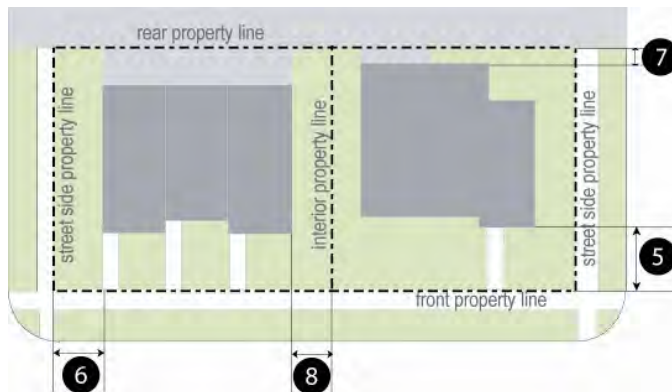 rear property line
7
street side property line
interior property line
street side property line
5
front property line
6
8